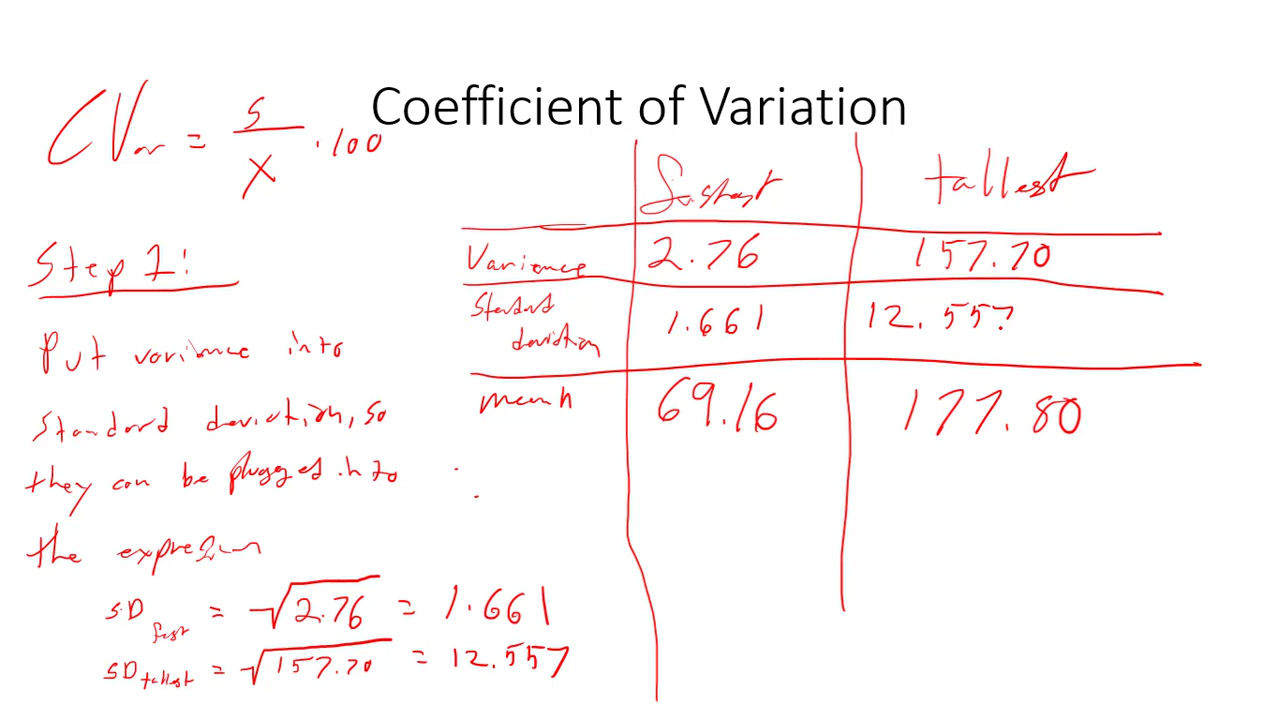 Coefficient of Variation
CVar = s / x · 100
fastest tallest
Variance 2.76 157.70
Standard deviation 1.661 12.557
mean 69.16 177.80
Step 1:
Put variance into
standard deviation, so
they can be plugged into
the expression
SD fast = √2.76 = 1.661
SD tallest = √157.70 = 12.557